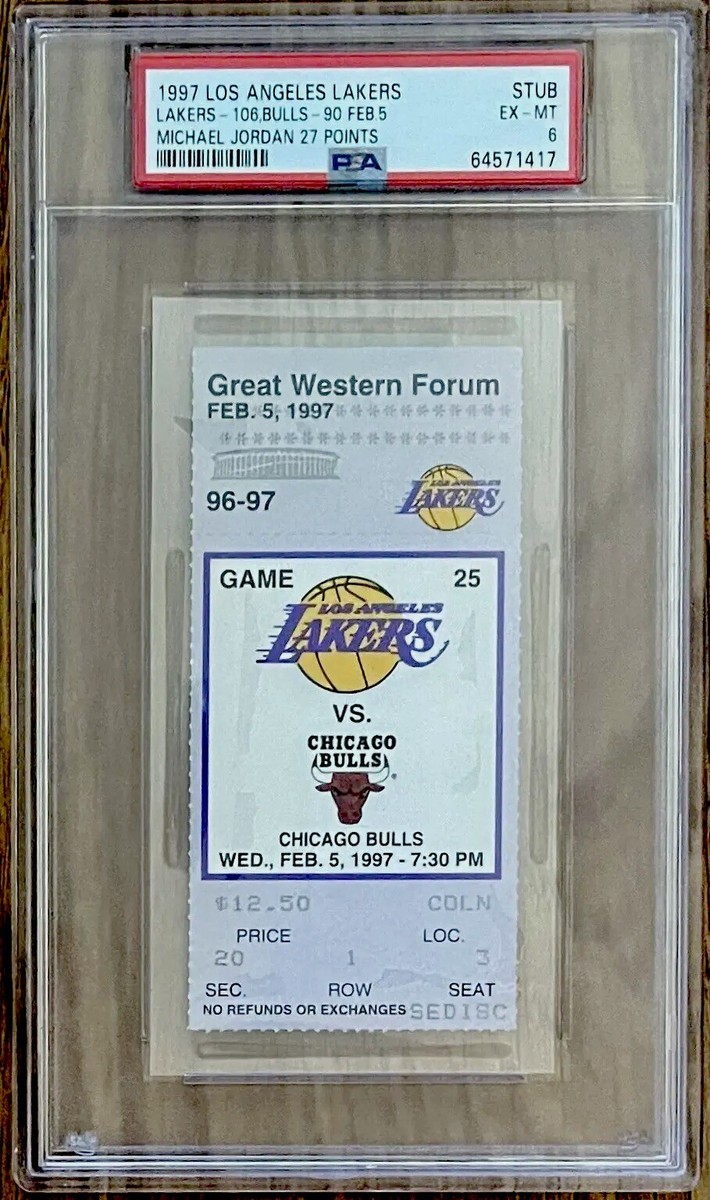 1997 LOS ANGELES LAKERS STUB
LAKERS - 106,BULLS - 90 FEB.5 EX - MT
MICHAEL JORDAN 27 POINTS 6
PSA 64571417
Great Western Forum
FEB. 5, 1997
96-97
LOS ANGELES
LAKERS
GAME 25
LOS ANGELES
LAKERS
VS.
CHICAGO
BULLS
CHICAGO BULLS
WED., FEB. 5, 1997 - 7:30 PM
$12.50 COLN
PRICE LOC.
20 1 3
SEC. ROW SEAT
NO REFUNDS OR EXCHANGES SEDISC